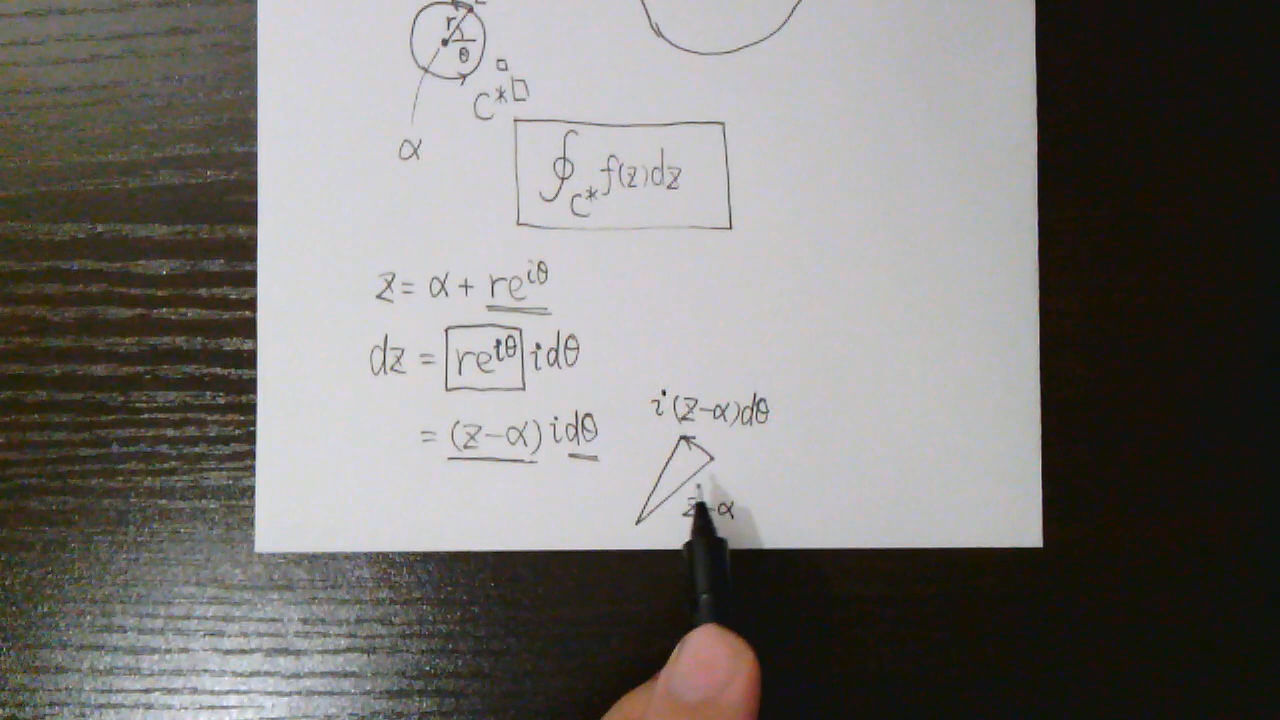 r
θ
C*
α
∮_{C*} f(z)dz
z = α + re^{iθ}
dz = re^{iθ} idθ
= (z-α) idθ
i(z-α)dθ
z-α